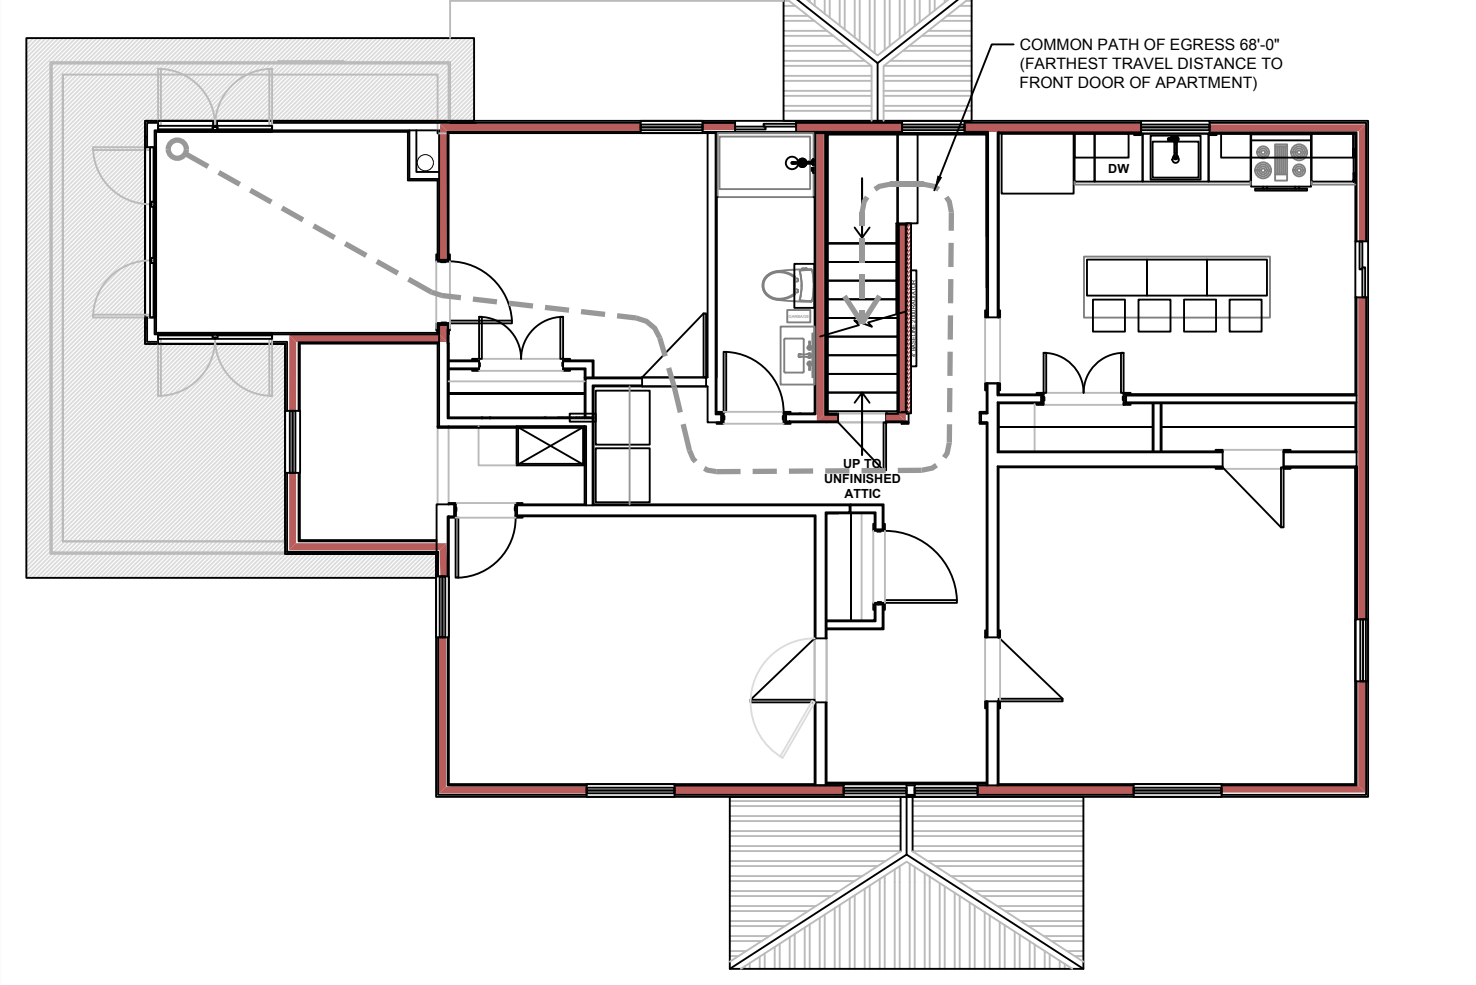 COMMON PATH OF EGRESS 68'-0"
(FARTHEST TRAVEL DISTANCE TO
FRONT DOOR OF APARTMENT)
DW
UP TO
UNFINISHED
ATTIC